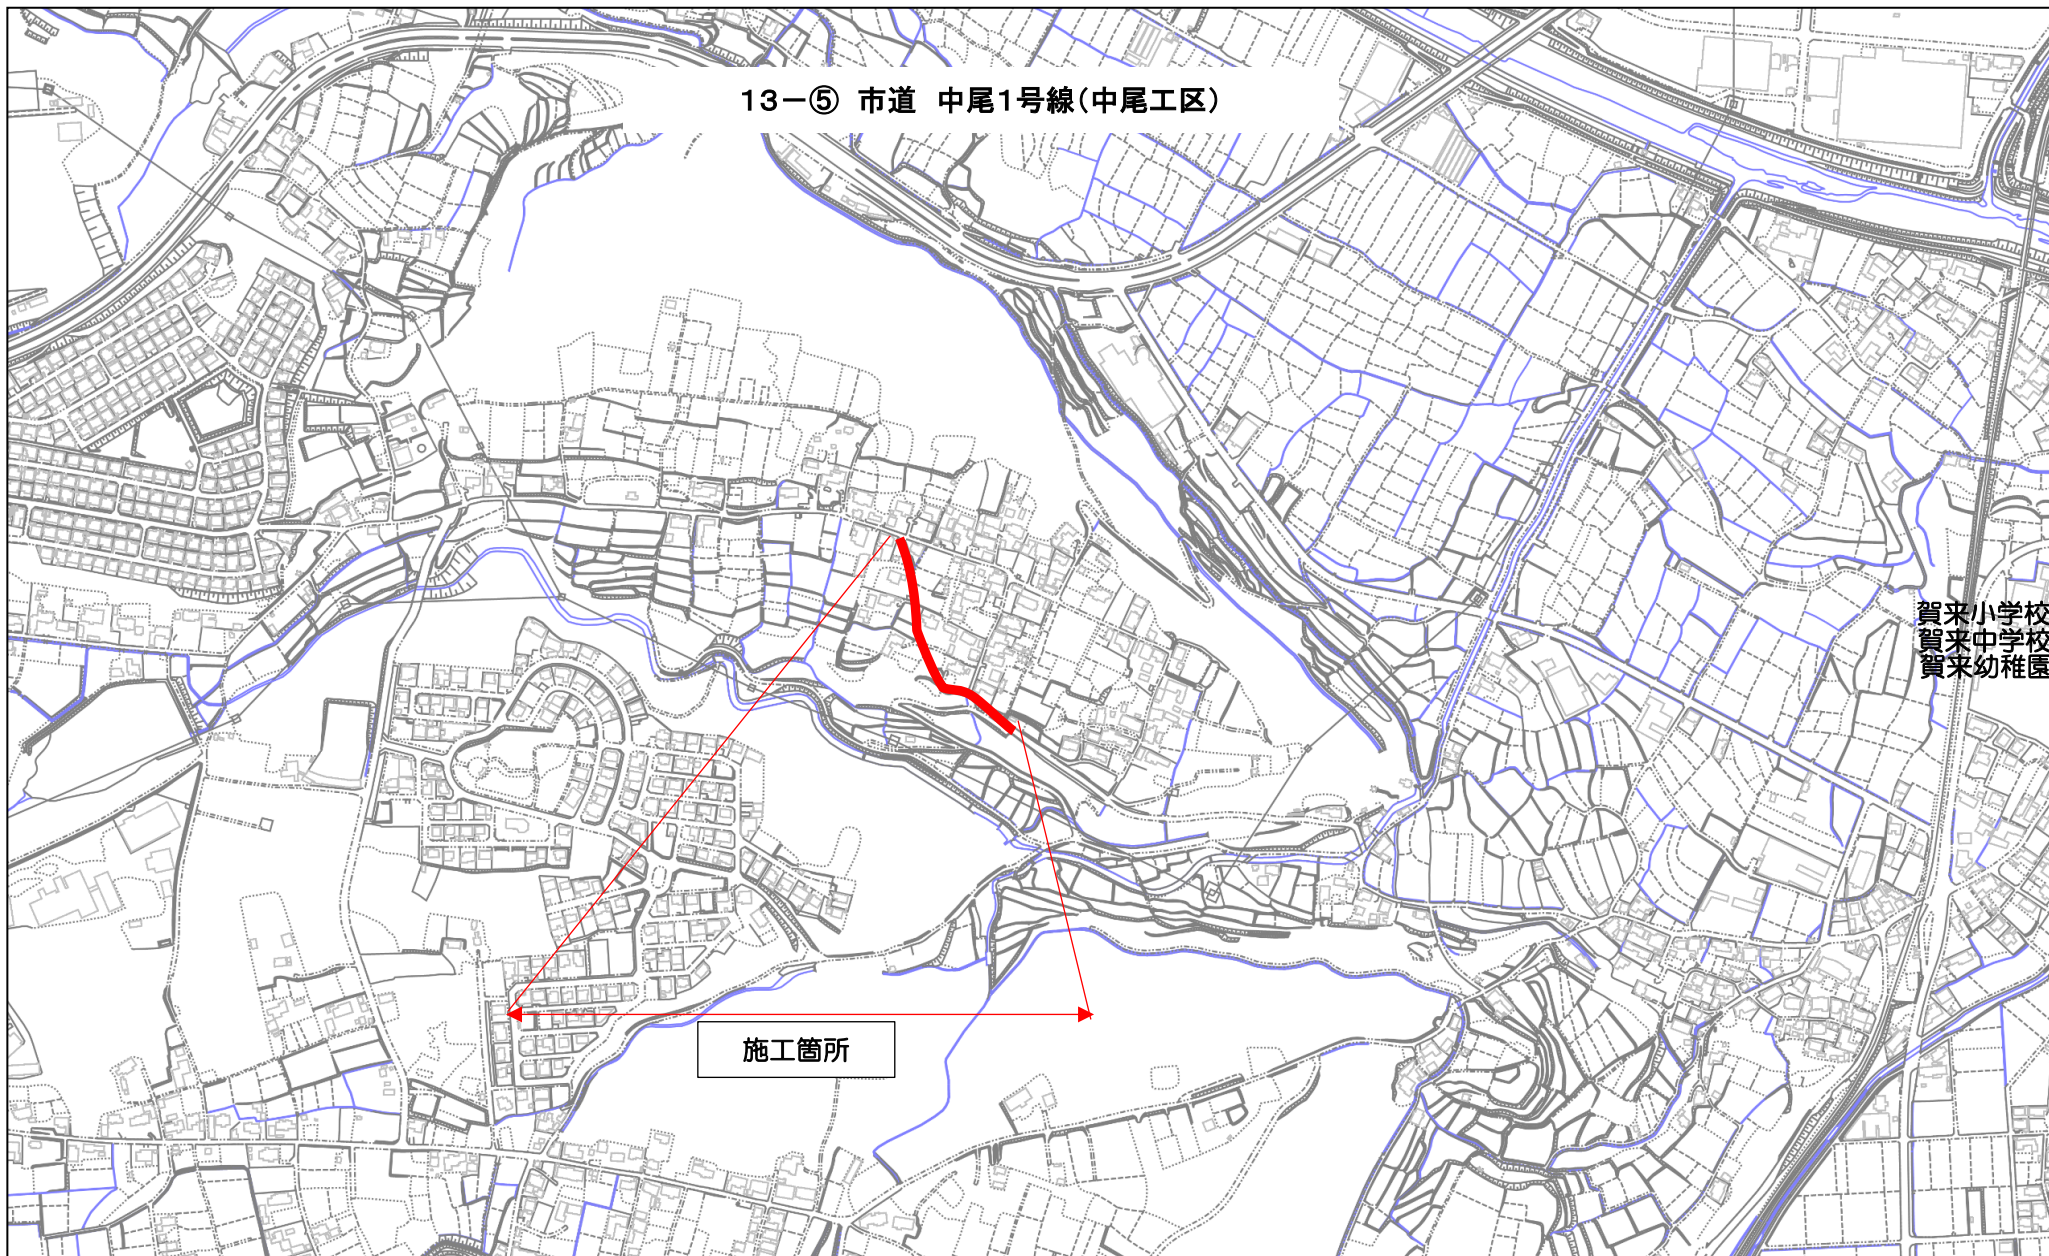 13－⑤ 市道 中尾1号線（中尾工区）
賀来小学校
賀来中学校
賀来幼稚園
施工箇所